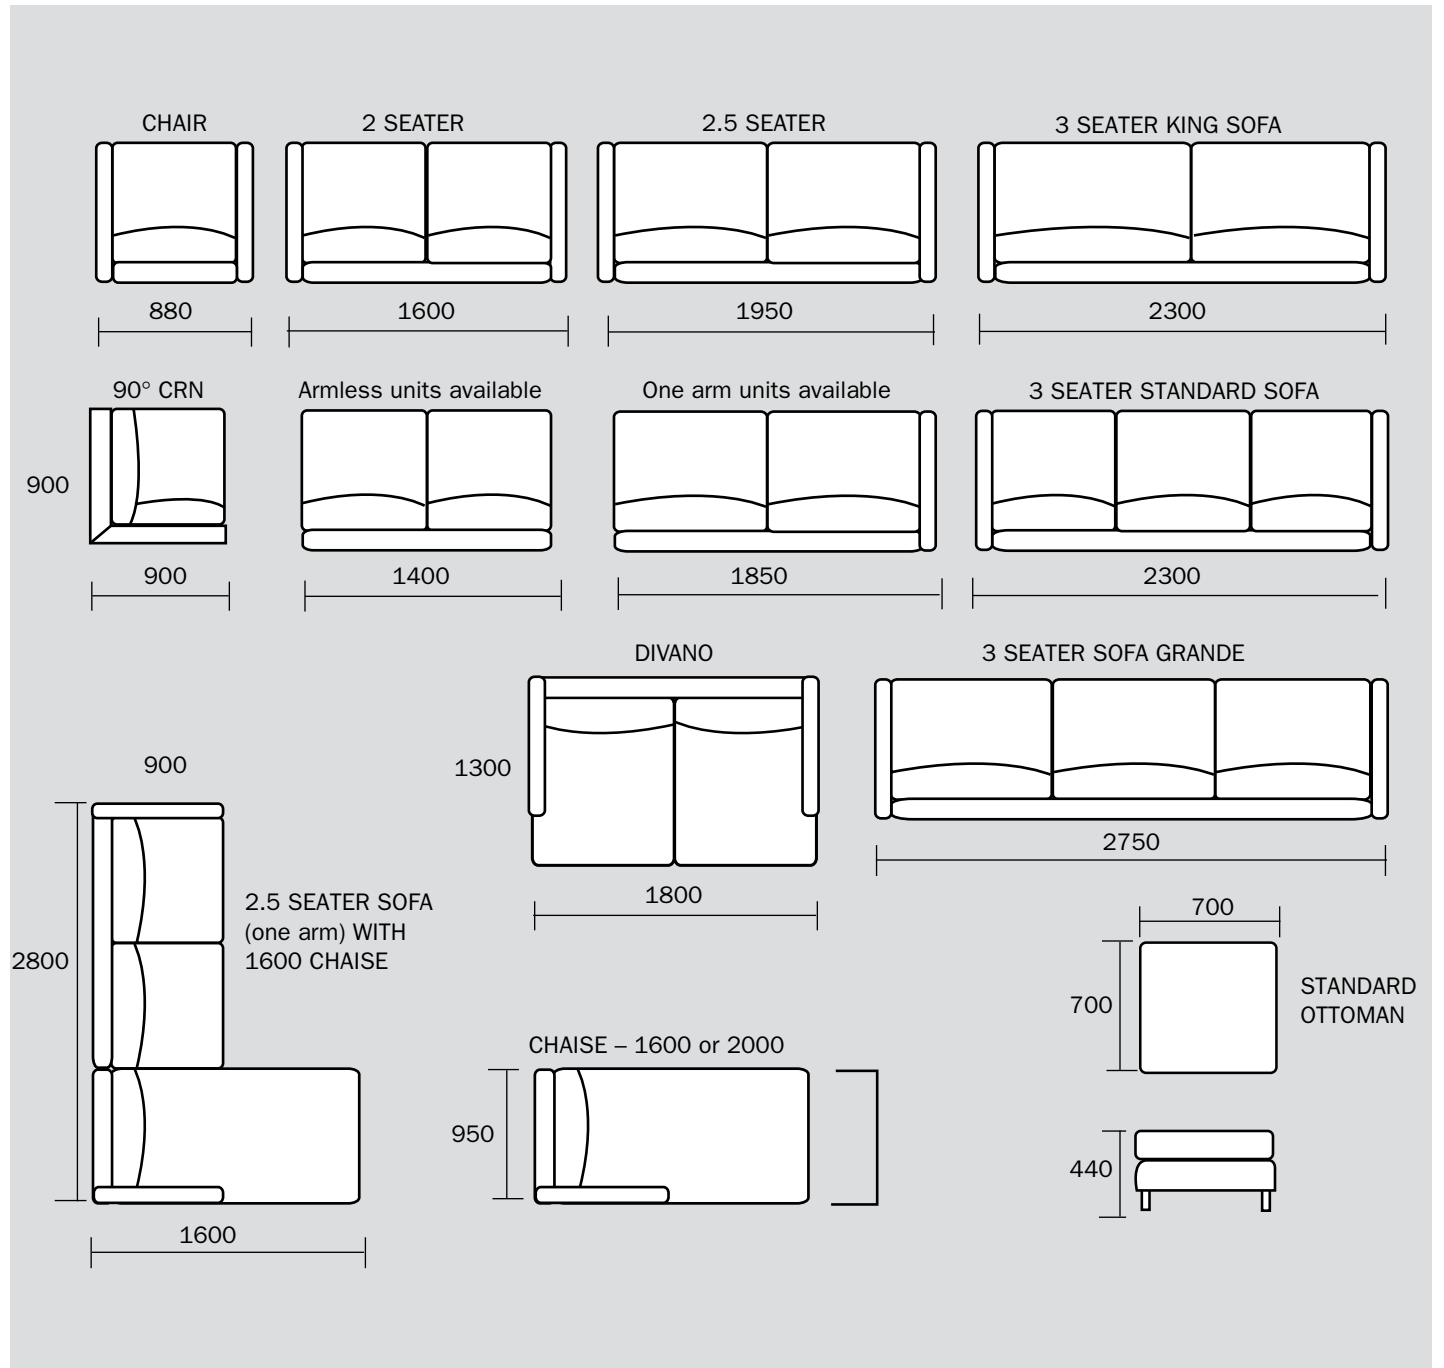 CHAIR
2 SEATER
2.5 SEATER
3 SEATER KING SOFA
880
1600
1950
2300
90° CRN
Armless units available
One arm units available
3 SEATER STANDARD SOFA
900
900
1400
1850
2300
DIVANO
3 SEATER SOFA GRANDE
900
1300
2750
1800
2.5 SEATER SOFA
(one arm) WITH
1600 CHAISE
2800
1600
700
700
STANDARD
OTTOMAN
CHAISE – 1600 or 2000
950
440